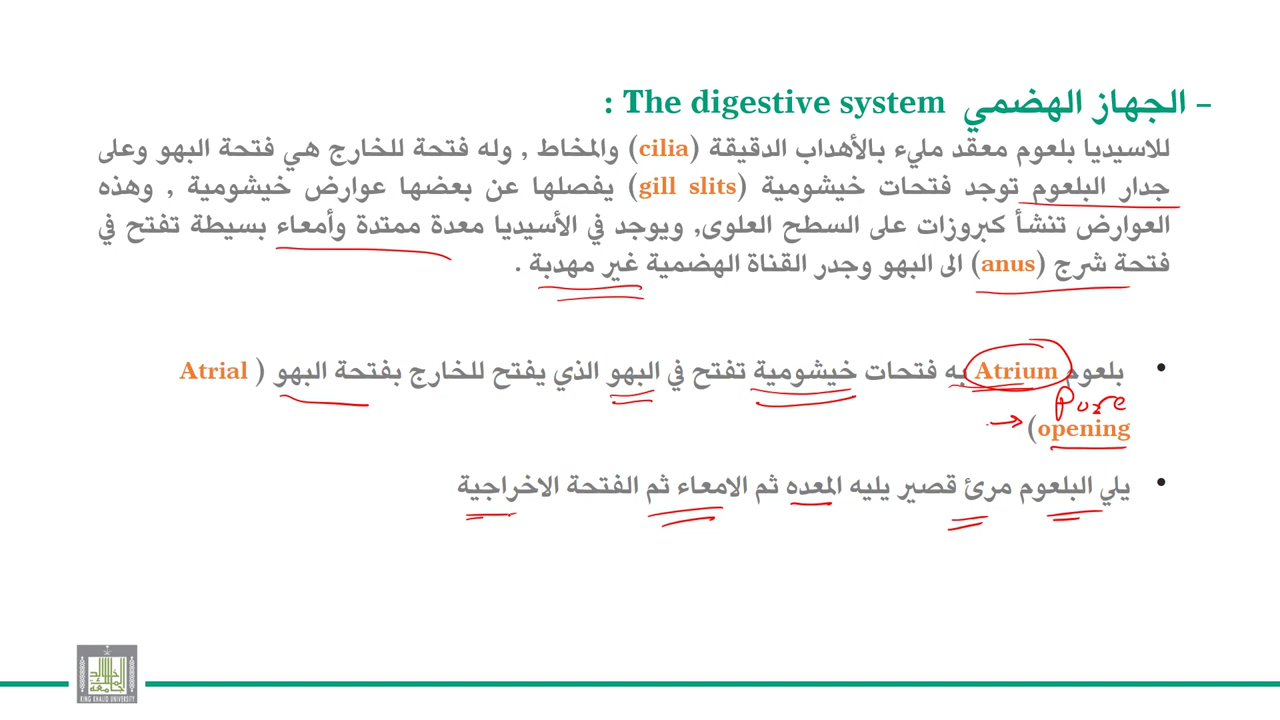 – الجهاز الهضمي The digestive system :
للاسيديا بلعوم معقد مليء بالأهداب الدقيقة (cilia) والمخاط , وله فتحة للخارج هي فتحة البهو وعلى
جدار البلعوم توجد فتحات خيشومية (gill slits) يفصلها عن بعضها عوارض خيشومية , وهذه
العوارض تنشأ كبروزات على السطح العلوى, ويوجد في الأسيديا معدة ممتدة وأمعاء بسيطة تفتح في
فتحة شرج (anus) الى البهو وجدر القناة الهضمية غير مهدبة .
• بلعوم Atrium به فتحات خيشومية تفتح في البهو الذي يفتح للخارج بفتحة البهو ( Atrial
Pore
opening)
• يلي البلعوم مرئ قصير يليه المعده ثم الامعاء ثم الفتحة الاخراجية
KING KHALID UNIVERSITY